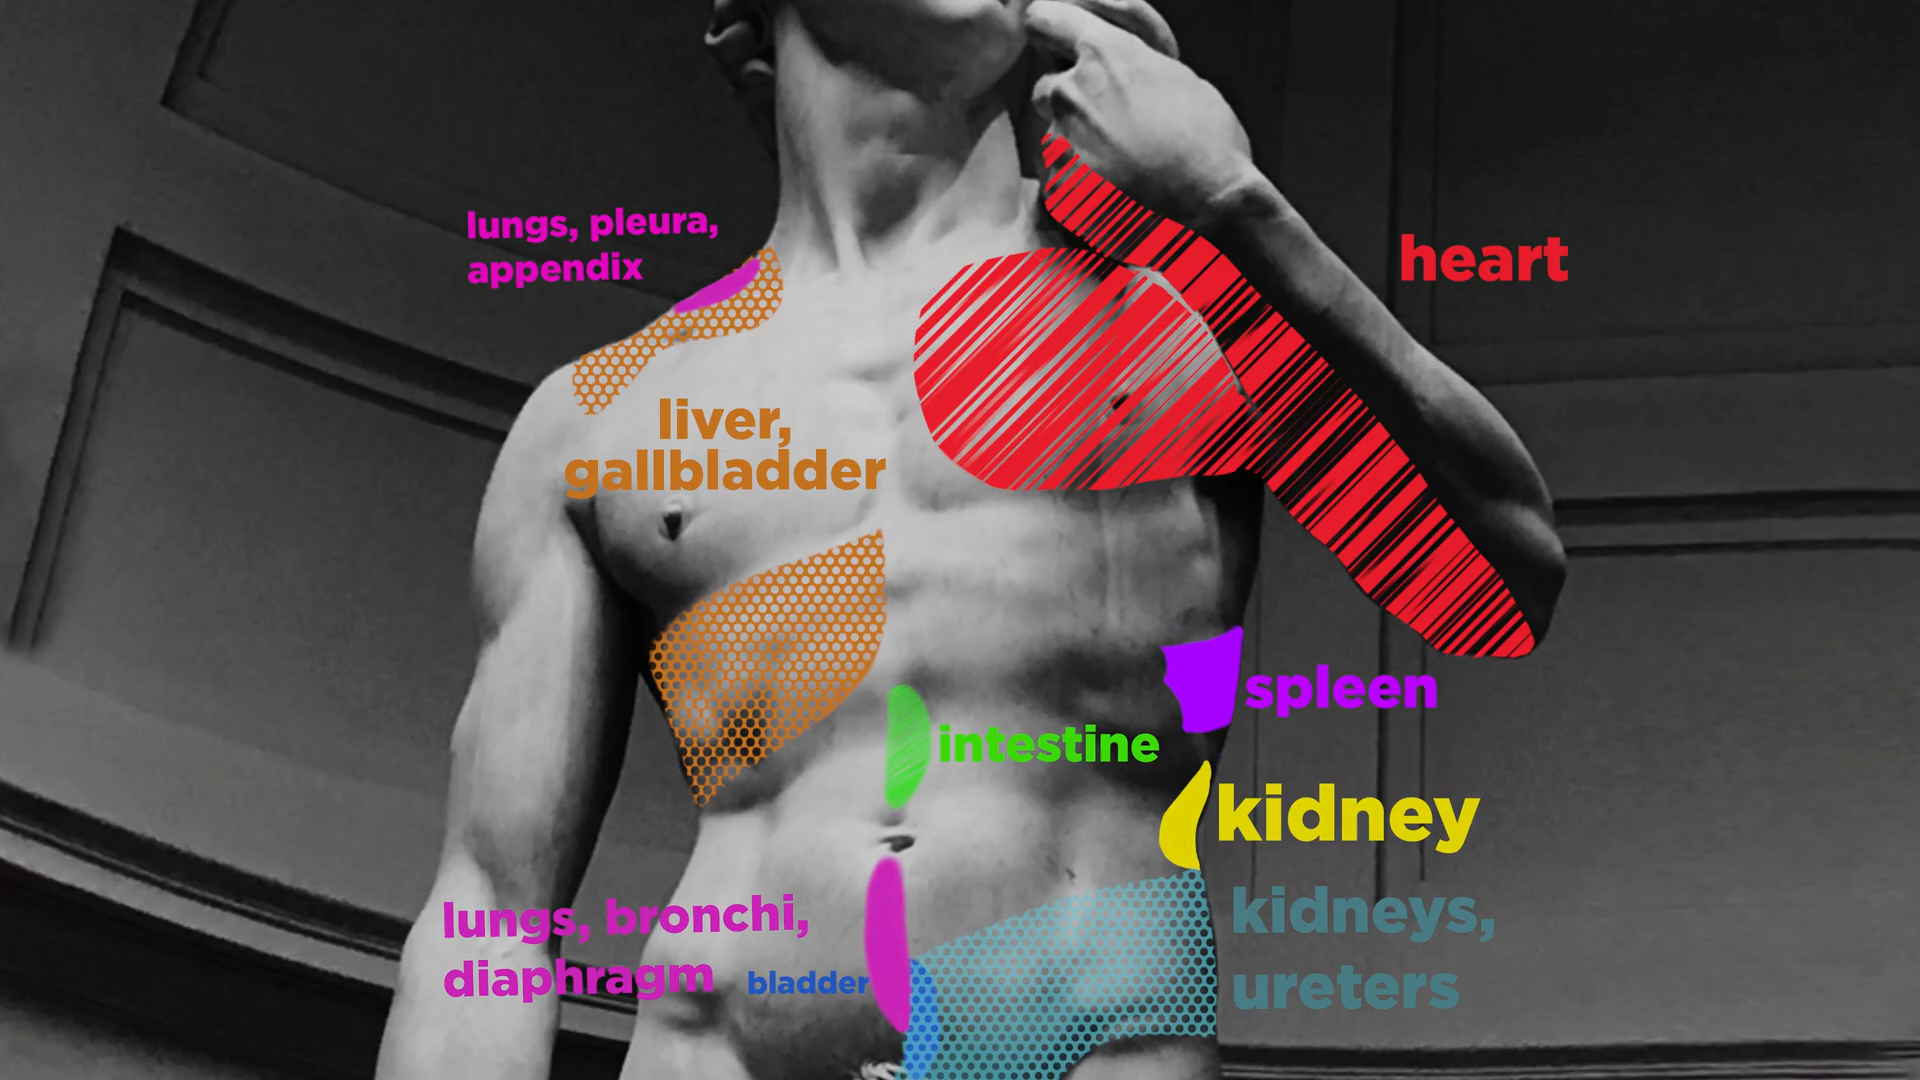 lungs, pleura,
appendix
heart
liver,
gallbladder
spleen
intestine
kidney
lungs, bronchi,
diaphragm
bladder
kidneys,
ureters